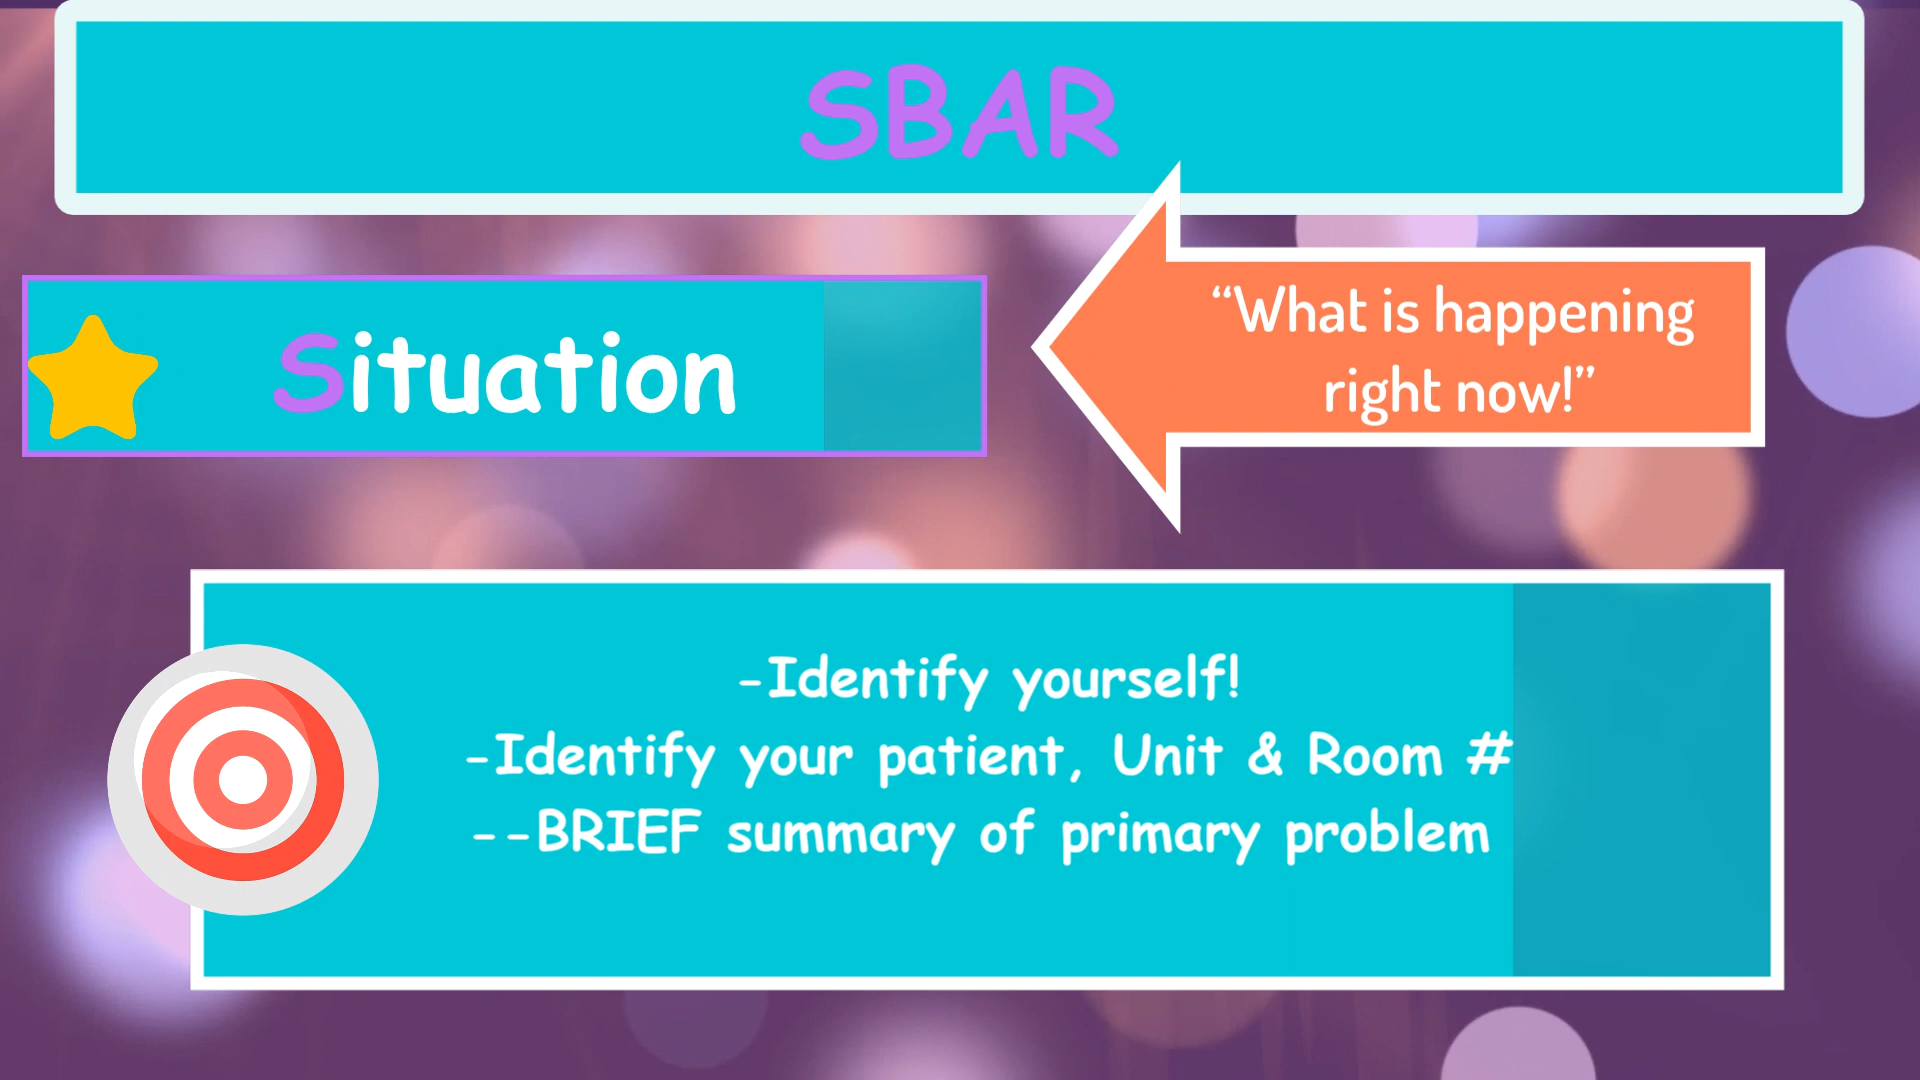 SBAR
Situation
“What is happening
right now!”
-Identify yourself!
-Identify your patient, Unit & Room #
--BRIEF summary of primary problem